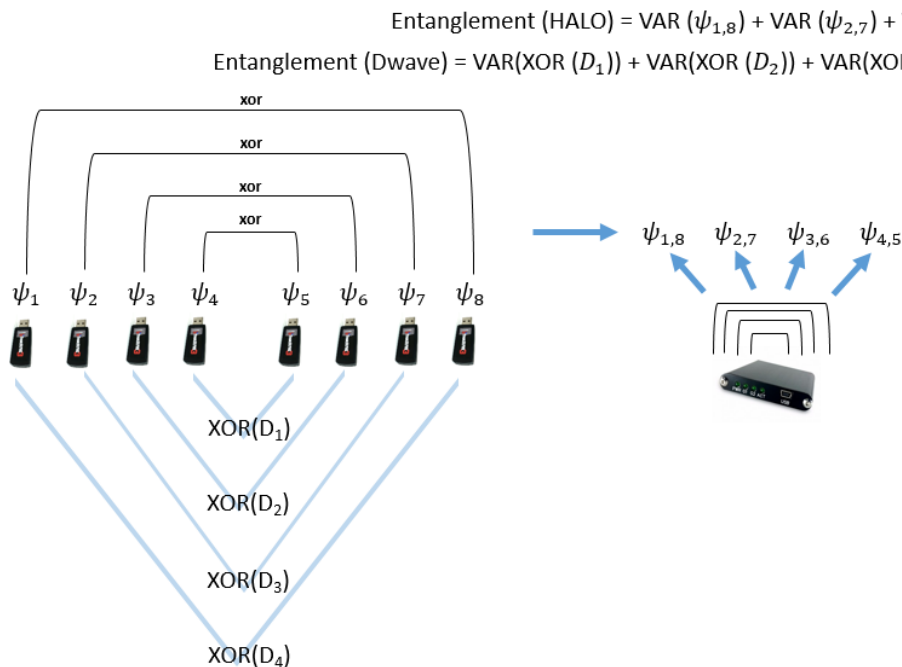 Entanglement (HALO) = VAR (ψ₁,₈) + VAR (ψ₂,₇) +
Entanglement (Dwave) = VAR(XOR (D₁)) + VAR(XOR (D₂)) + VAR(XO
xor
xor
xor
xor
ψ₁,₈ ψ₂,₇ ψ₃,₆ ψ₄,₅
ψ₁ ψ₂ ψ₃ ψ₄ ψ₅ ψ₆ ψ₇ ψ₈
XOR(D₁)
XOR(D₂)
XOR(D₃)
XOR(D₄)